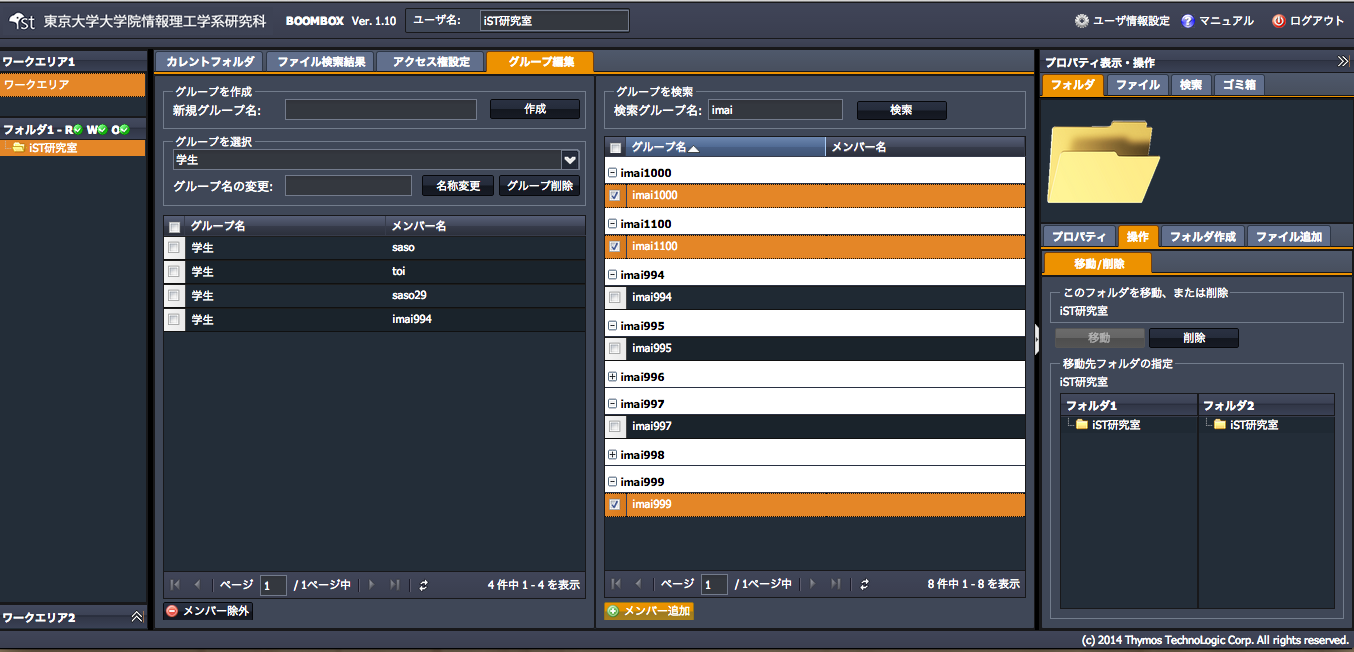 ist 東京大学大学院情報理工学系研究科 BOOMBOX Ver. 1.10 ユーザ名: iST研究室 ユーザ情報設定 マニュアル ログアウト
ワークエリア1
ワークエリア
フォルダ1 - R W O
iST研究室
ワークエリア2
カレントフォルダ ファイル検索結果 アクセス権設定 グループ編集
グループを作成
新規グループ名: 作成
グループを選択
学生
グループ名の変更: 名称変更 グループ削除
グループ名 メンバー名
学生 saso
学生 toi
学生 saso29
学生 imai994
ページ 1 / 1ページ中 4 件中 1 - 4 を表示
メンバー除外
グループを検索
検索グループ名: imai 検索
グループ名 メンバー名
imai1000
imai1000
imai1100
imai1100
imai994
imai994
imai995
imai995
imai996
imai997
imai997
imai998
imai999
imai999
ページ 1 / 1ページ中 8 件中 1 - 8 を表示
メンバー追加
プロパティ表示・操作
フォルダ ファイル 検索 ゴミ箱
プロパティ 操作 フォルダ作成 ファイル追加
移動/削除
このフォルダを移動、または削除
iST研究室
移動 削除
移動先フォルダの指定
iST研究室
フォルダ1 フォルダ2
iST研究室 iST研究室
(c) 2014 Thymos TechnoLogic Corp. All rights reserved.